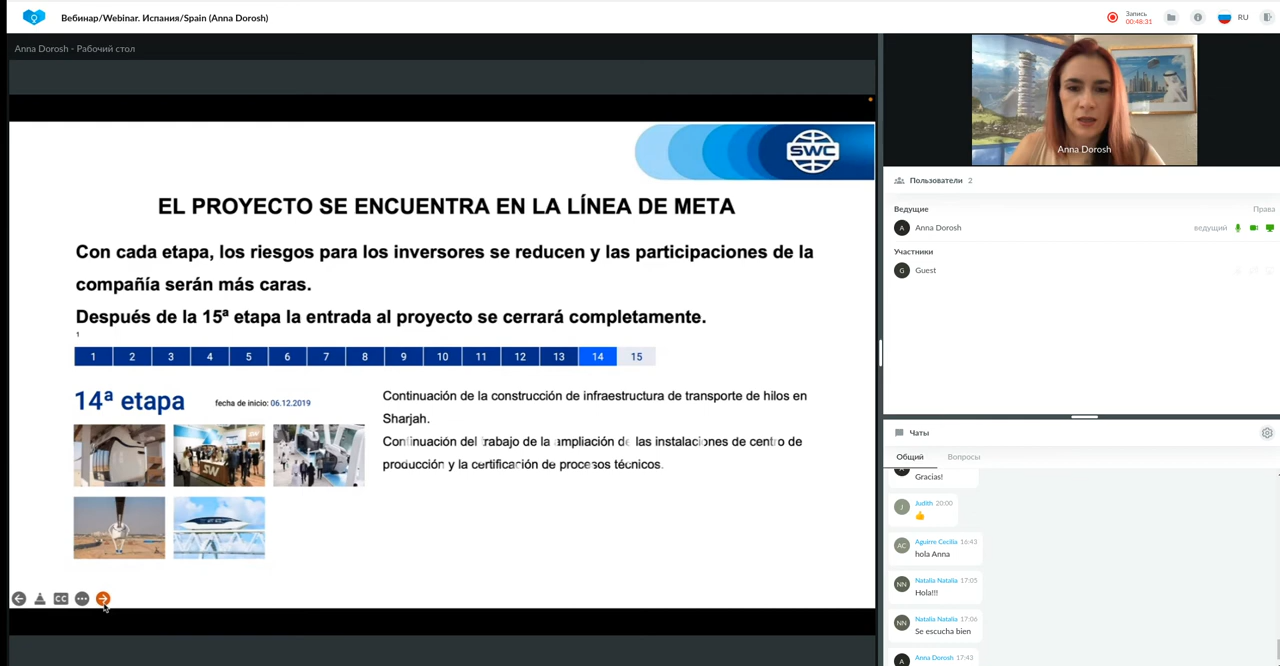 Вебинар/Webinar. Испания/Spain (Anna Dorosh)
Запись
00:48:31
RU
Anna Dorosh - Рабочий стол
SWC
EL PROYECTO SE ENCUENTRA EN LA LÍNEA DE META
Con cada etapa, los riesgos para los inversores se reducen y las participaciones de la
compañía serán más caras.
Después de la 15ª etapa la entrada al proyecto se cerrará completamente.
1
1 2 3 4 5 6 7 8 9 10 11 12 13 14 15
14ª etapa
fecha de inicio: 06.12.2019
Continuación de la construcción de infraestructura de transporte de hilos en
Sharjah.
Continuación del trabajo de la ampliación de las instalaciones de centro de
producción y la certificación de procesos técnicos.
CC
Anna Dorosh
Пользователи 2
Ведущие
Права
A
Anna Dorosh
ведущий
Участники
G
Guest
Чаты
Общий
Вопросы
Gracias!
J
Judith 20:00
AC
Aguirre Cecilia 16:43
hola Anna
NN
Natalia Natalia 17:05
Hola!!!
NN
Natalia Natalia 17:06
Se escucha bien
A
Anna Dorosh 17:43